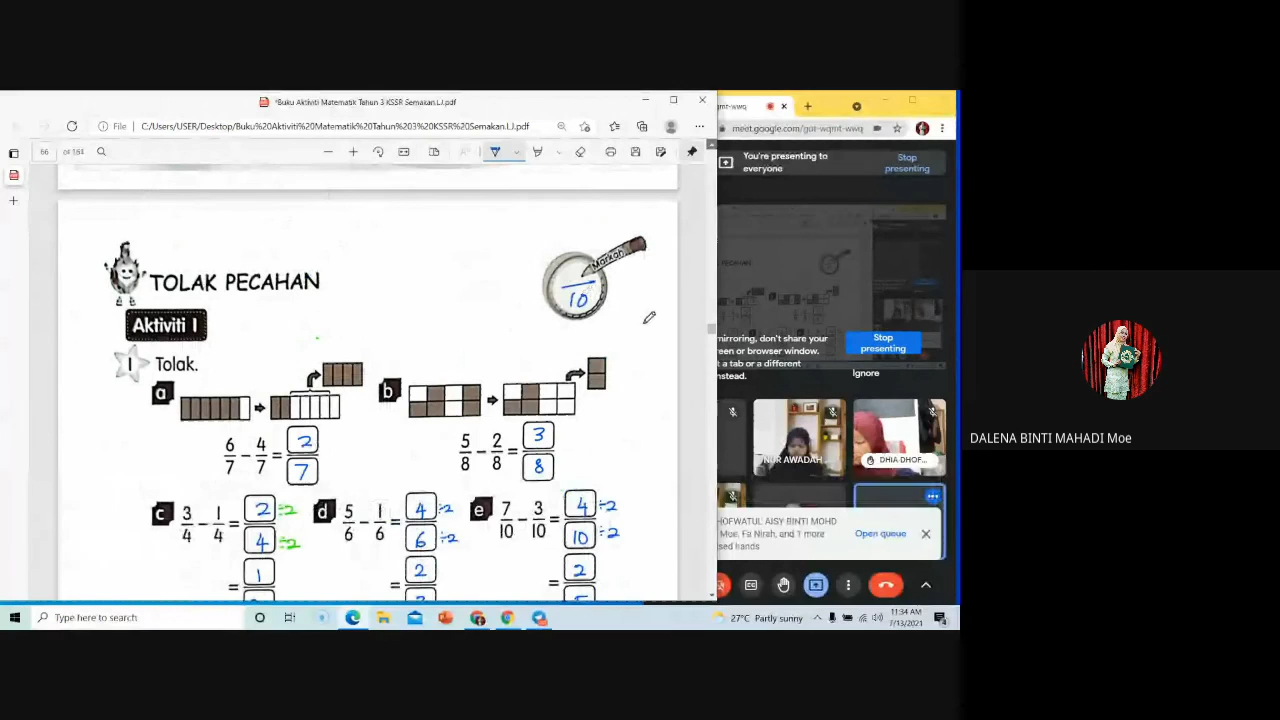 *Buku Aktiviti Matematik Tahun 3 KSSR Semakan.LJ.pdf
File
C:/Users/USER/Desktop/Buku%20Aktiviti%20Matematik%20Tahun%203%20KSSR%20Semakan.LJ.pdf
66 of 161
TOLAK PECAHAN
Markah
10
Aktiviti 1
1 Tolak.
a
b
6/7 - 4/7 = 2/7
5/8 - 2/8 = 3/8
c 3/4 - 1/4 = 2/4 ÷2 ÷2
= 1
d 5/6 - 1/6 = 4/6 ÷2 ÷2
= 2
e 7/10 - 3/10 = 4/10 ÷2 ÷2
= 2
meet.google.com/got-wqmt-wwq
You're presenting to everyone
Stop presenting
mirroring, don't share your
screen or browser window.
t a tab or a different
instead.
Stop presenting
Ignore
NUR AWADAH
DHIA DHOF...
HOFWATUL AISY BINTI MOHD
Moe, Fa Nirah, and 1 more
sed hands
Open queue
DALENA BINTI MAHADI Moe
Type here to search
27°C Partly sunny
11:34 AM
7/13/2021